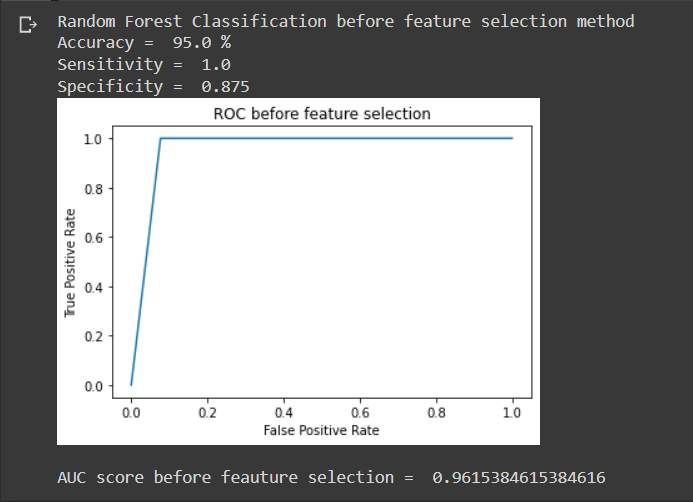 Random Forest Classification before feature selection method
Accuracy =  95.0 %
Sensitivity =  1.0
Specificity =  0.875
ROC before feature selection
1.0
0.8
0.6
0.4
0.2
0.0
True Positive Rate
0.0 0.2 0.4 0.6 0.8 1.0
False Positive Rate
AUC score before feauture selection =  0.9615384615384616